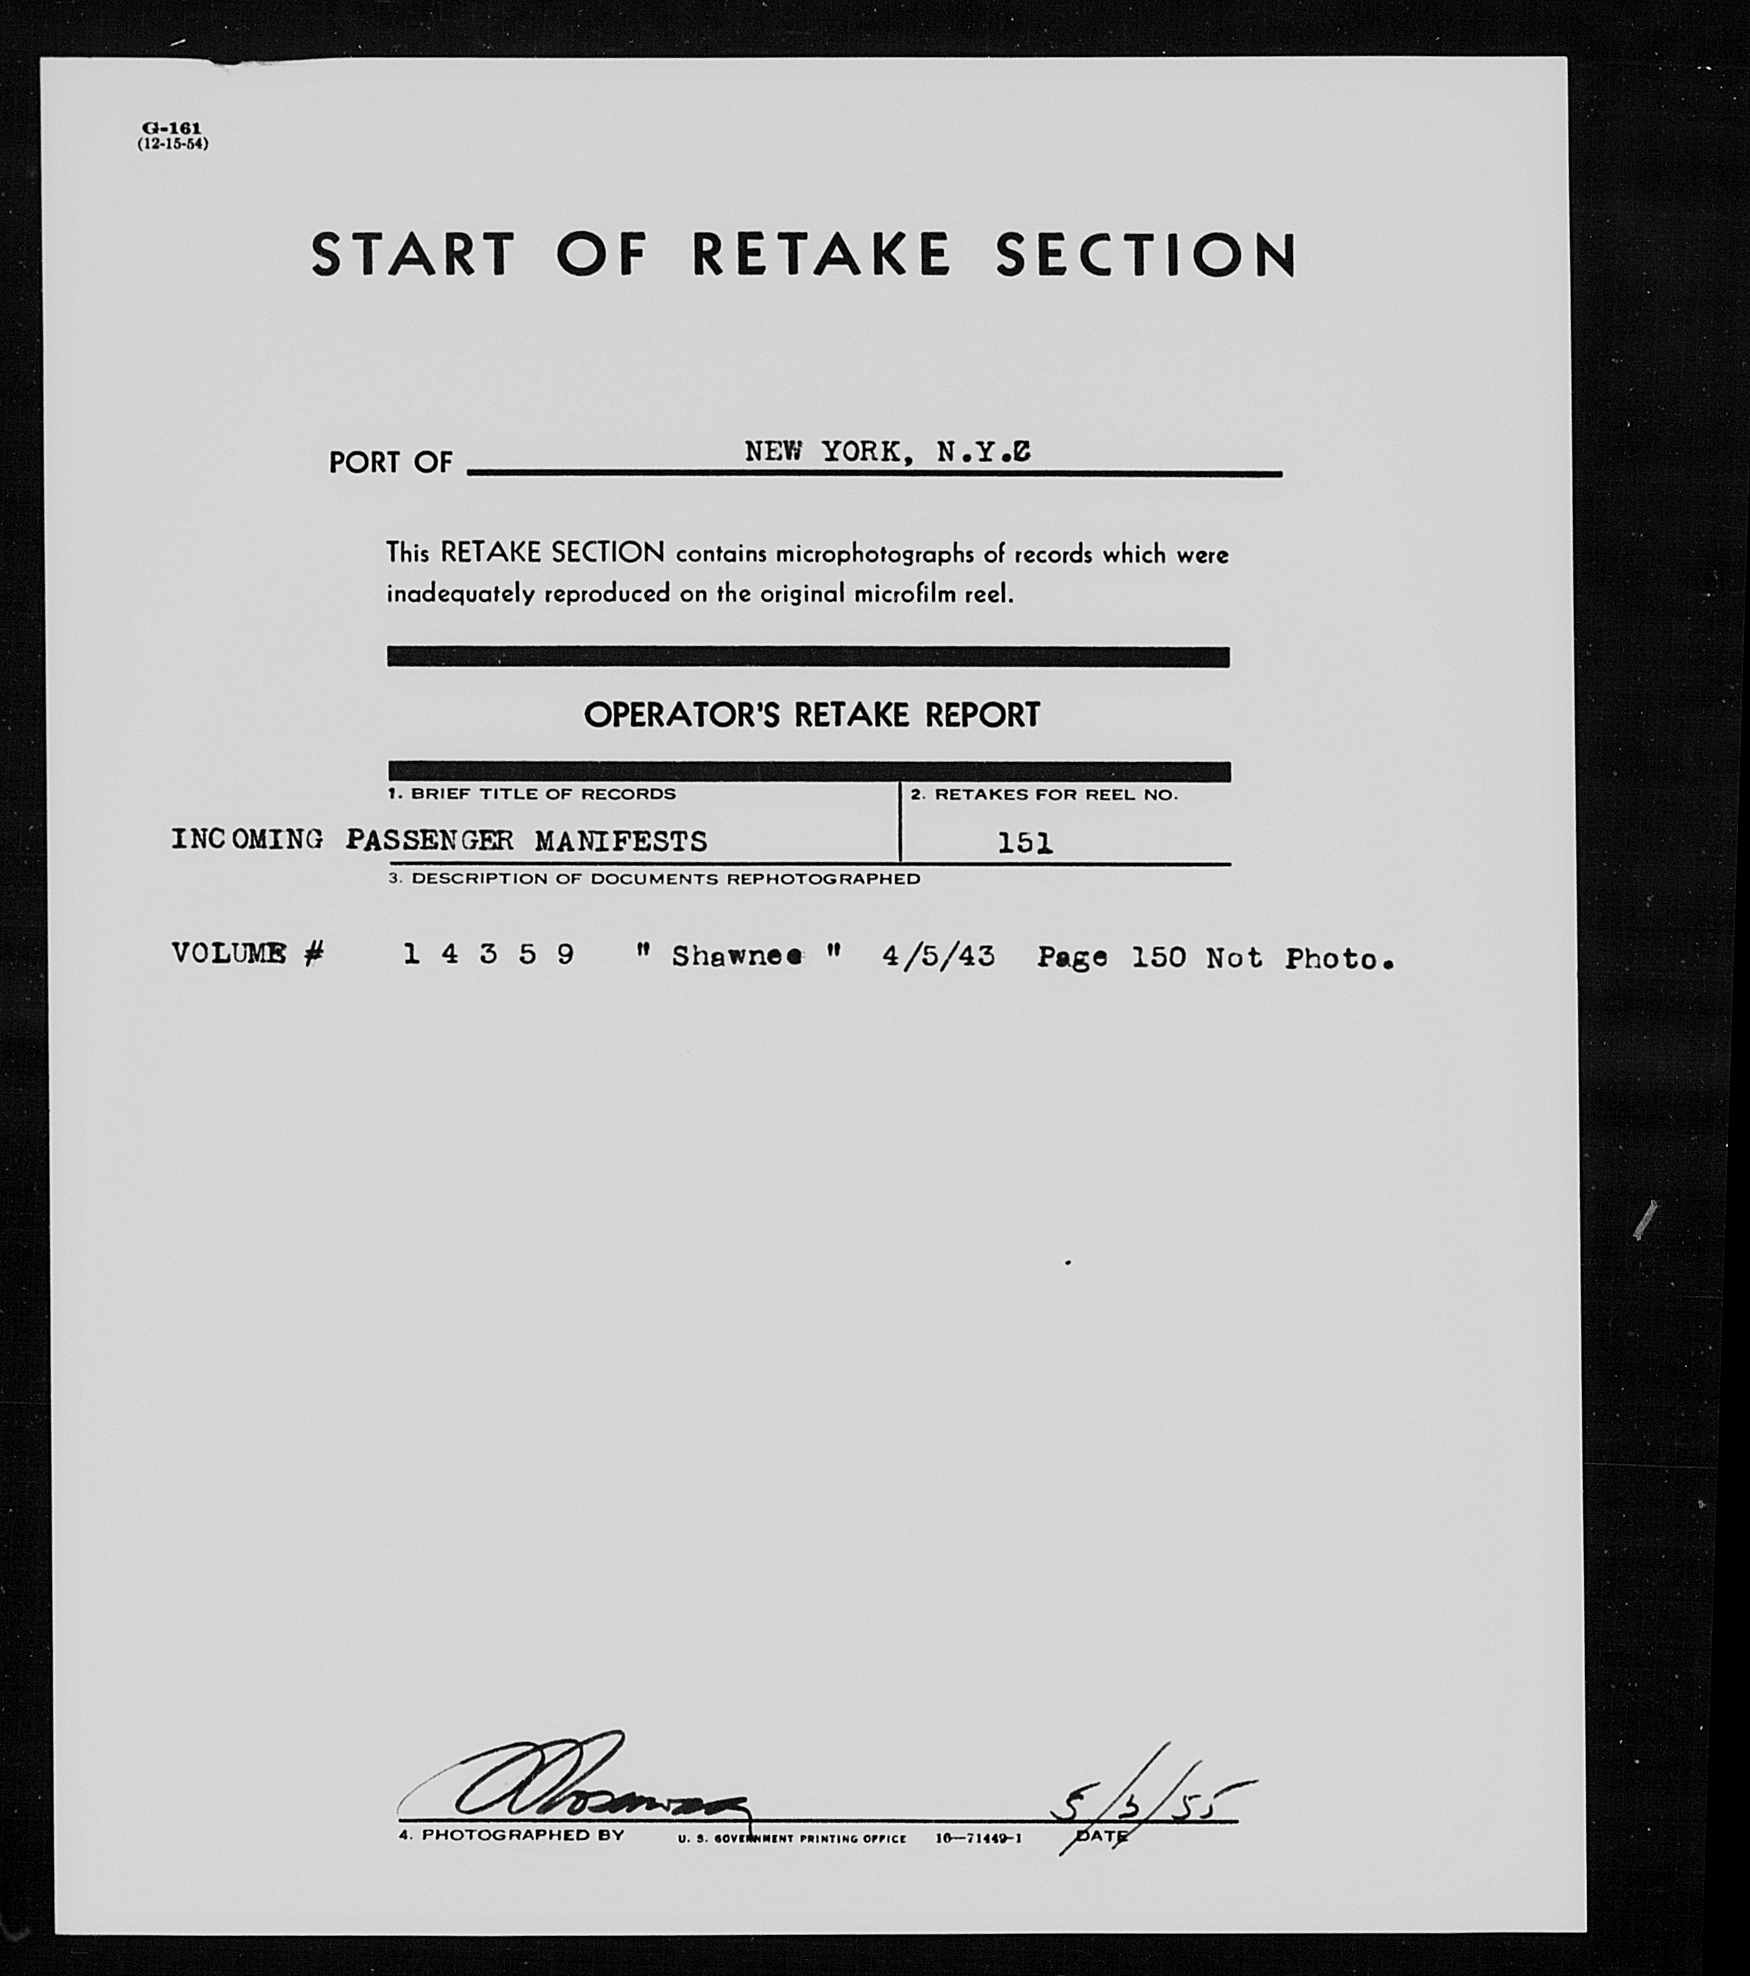 G-161
(12-15-54)
START OF RETAKE SECTION
PORT OF NEW YORK, N.Y.
This RETAKE SECTION contains microphotographs of records which were
inadequately reproduced on the original microfilm reel.
OPERATOR'S RETAKE REPORT
1. BRIEF TITLE OF RECORDS 2. RETAKES FOR REEL NO.
INCOMING PASSENGER MANIFESTS 151
3. DESCRIPTION OF DOCUMENTS REPHOTOGRAPHED
VOLUME # 1 4 3 5 9 " Shawnee " 4/5/43 Page 150 Not Photo.
5/3/55
4. PHOTOGRAPHED BY U. S. GOVERNMENT PRINTING OFFICE 16—71449-1 DATE